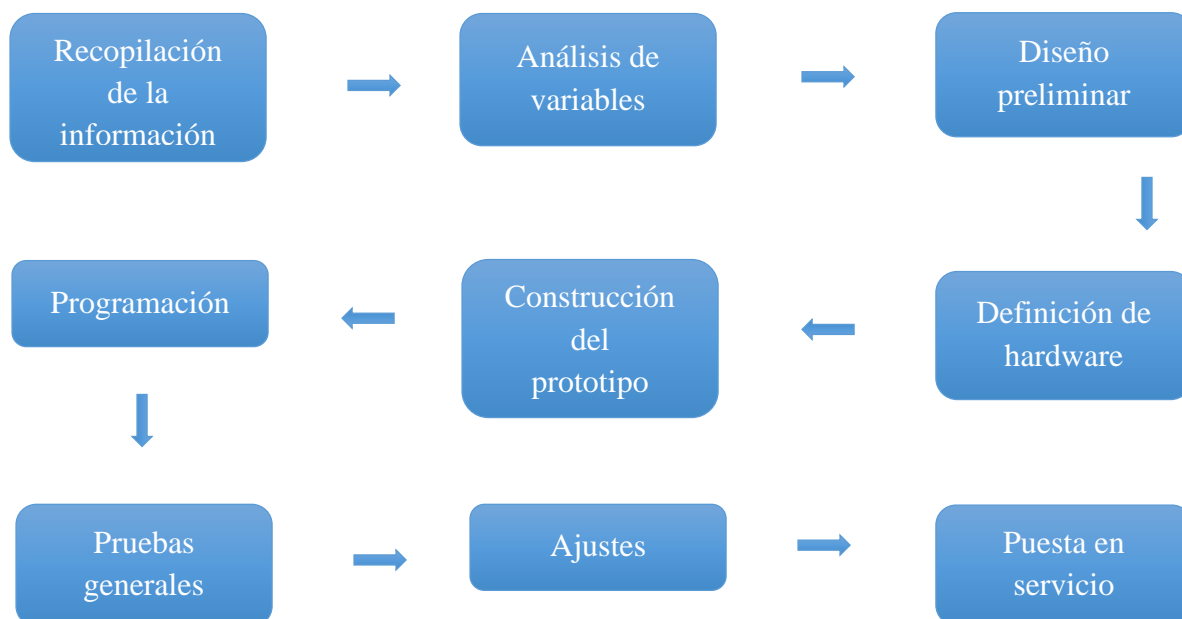 Recopilación
de la
información
Análisis de
variables
Diseño
preliminar
Definición de
hardware
Construcción
del
prototipo
Programación
Pruebas
generales
Ajustes
Puesta en
servicio